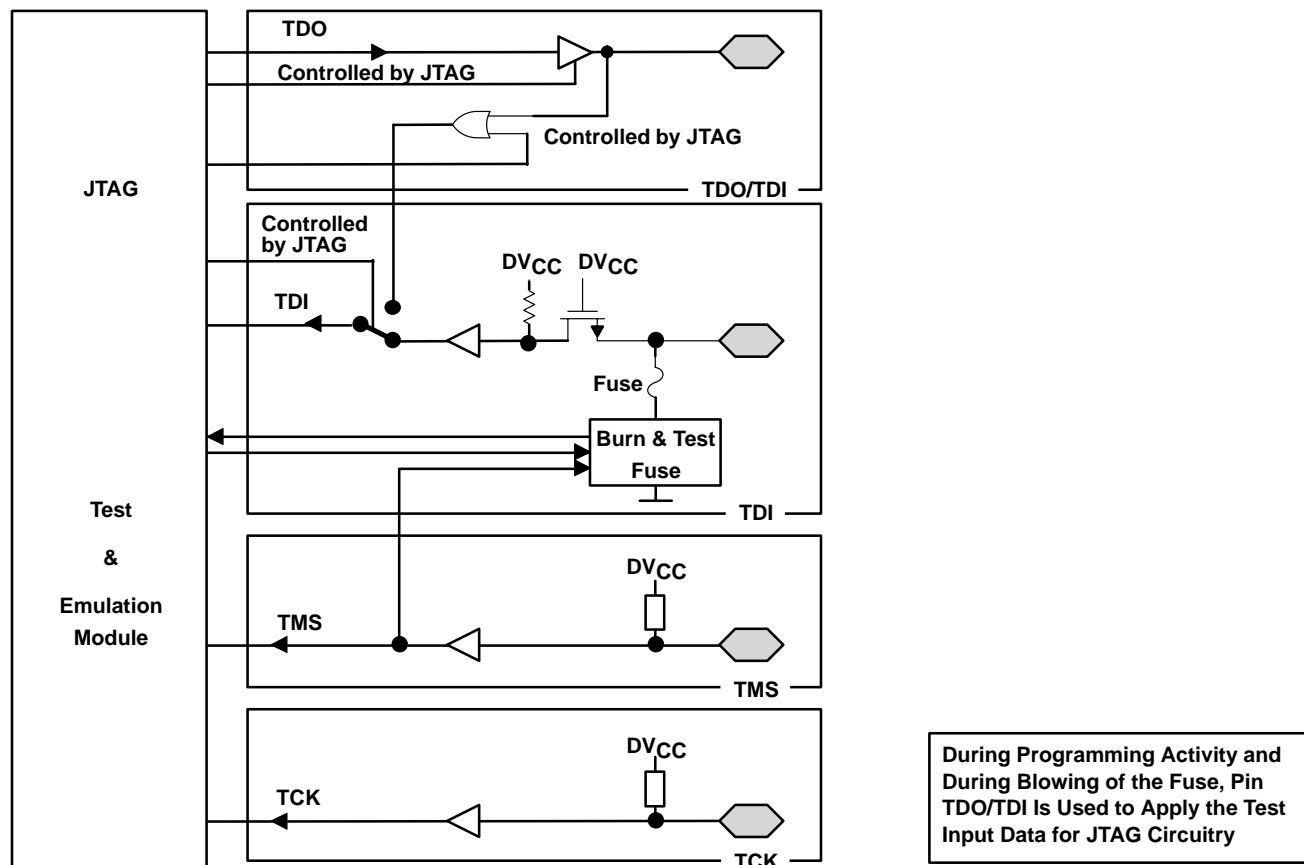 TDO
Controlled by JTAG
Controlled by JTAG
TDO/TDI
JTAG
Controlled
by JTAG
DVCC
DVCC
TDI
Fuse
Burn & Test
Fuse
TDI
Test
&
Emulation
Module
DVCC
TMS
TMS
DVCC
TCK
TCK
During Programming Activity and
During Blowing of the Fuse, Pin
TDO/TDI Is Used to Apply the Test
Input Data for JTAG Circuitry